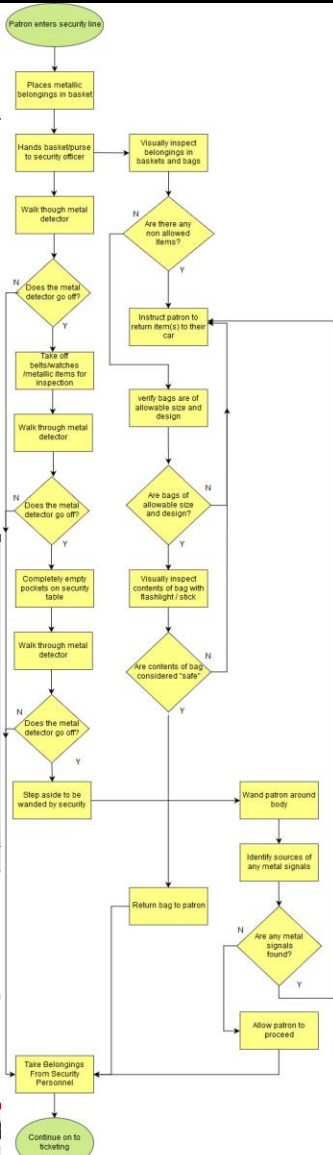 Patron enters security line
Places metallic
belongings in basket
Hands basket/purse
to security officer
Visually inspect
belongings in
baskets and bags
Walk though metal
detector
N
Are there any
non allowed
Items?
Y
N
Does the metal
detector go off?
Y
Instruct patron to
return item(s) to their
car
Take off
belts/watches
/metallic items for
inspection
verify bags are of
allowable size and
design
Walk through metal
detector
N
Does the metal
detector go off?
Y
Are bags of
allowable size
and design?
N
Y
Completely empty
pockets on security
table
Visually inspect
contents of bag with
flashlight / stick
Walk through metal
detector
Are contents of bag
considered "safe"
N
Y
N
Does the metal
detector go off?
Y
Step aside to be
wanded by security
Wand patron around
body
Identify sources of
any metal signals
Return bag to patron
N
Are any metal
signals
found?
Y
Allow patron to
proceed
Take Belongings
From Security
Personnel
Continue on to
ticketing